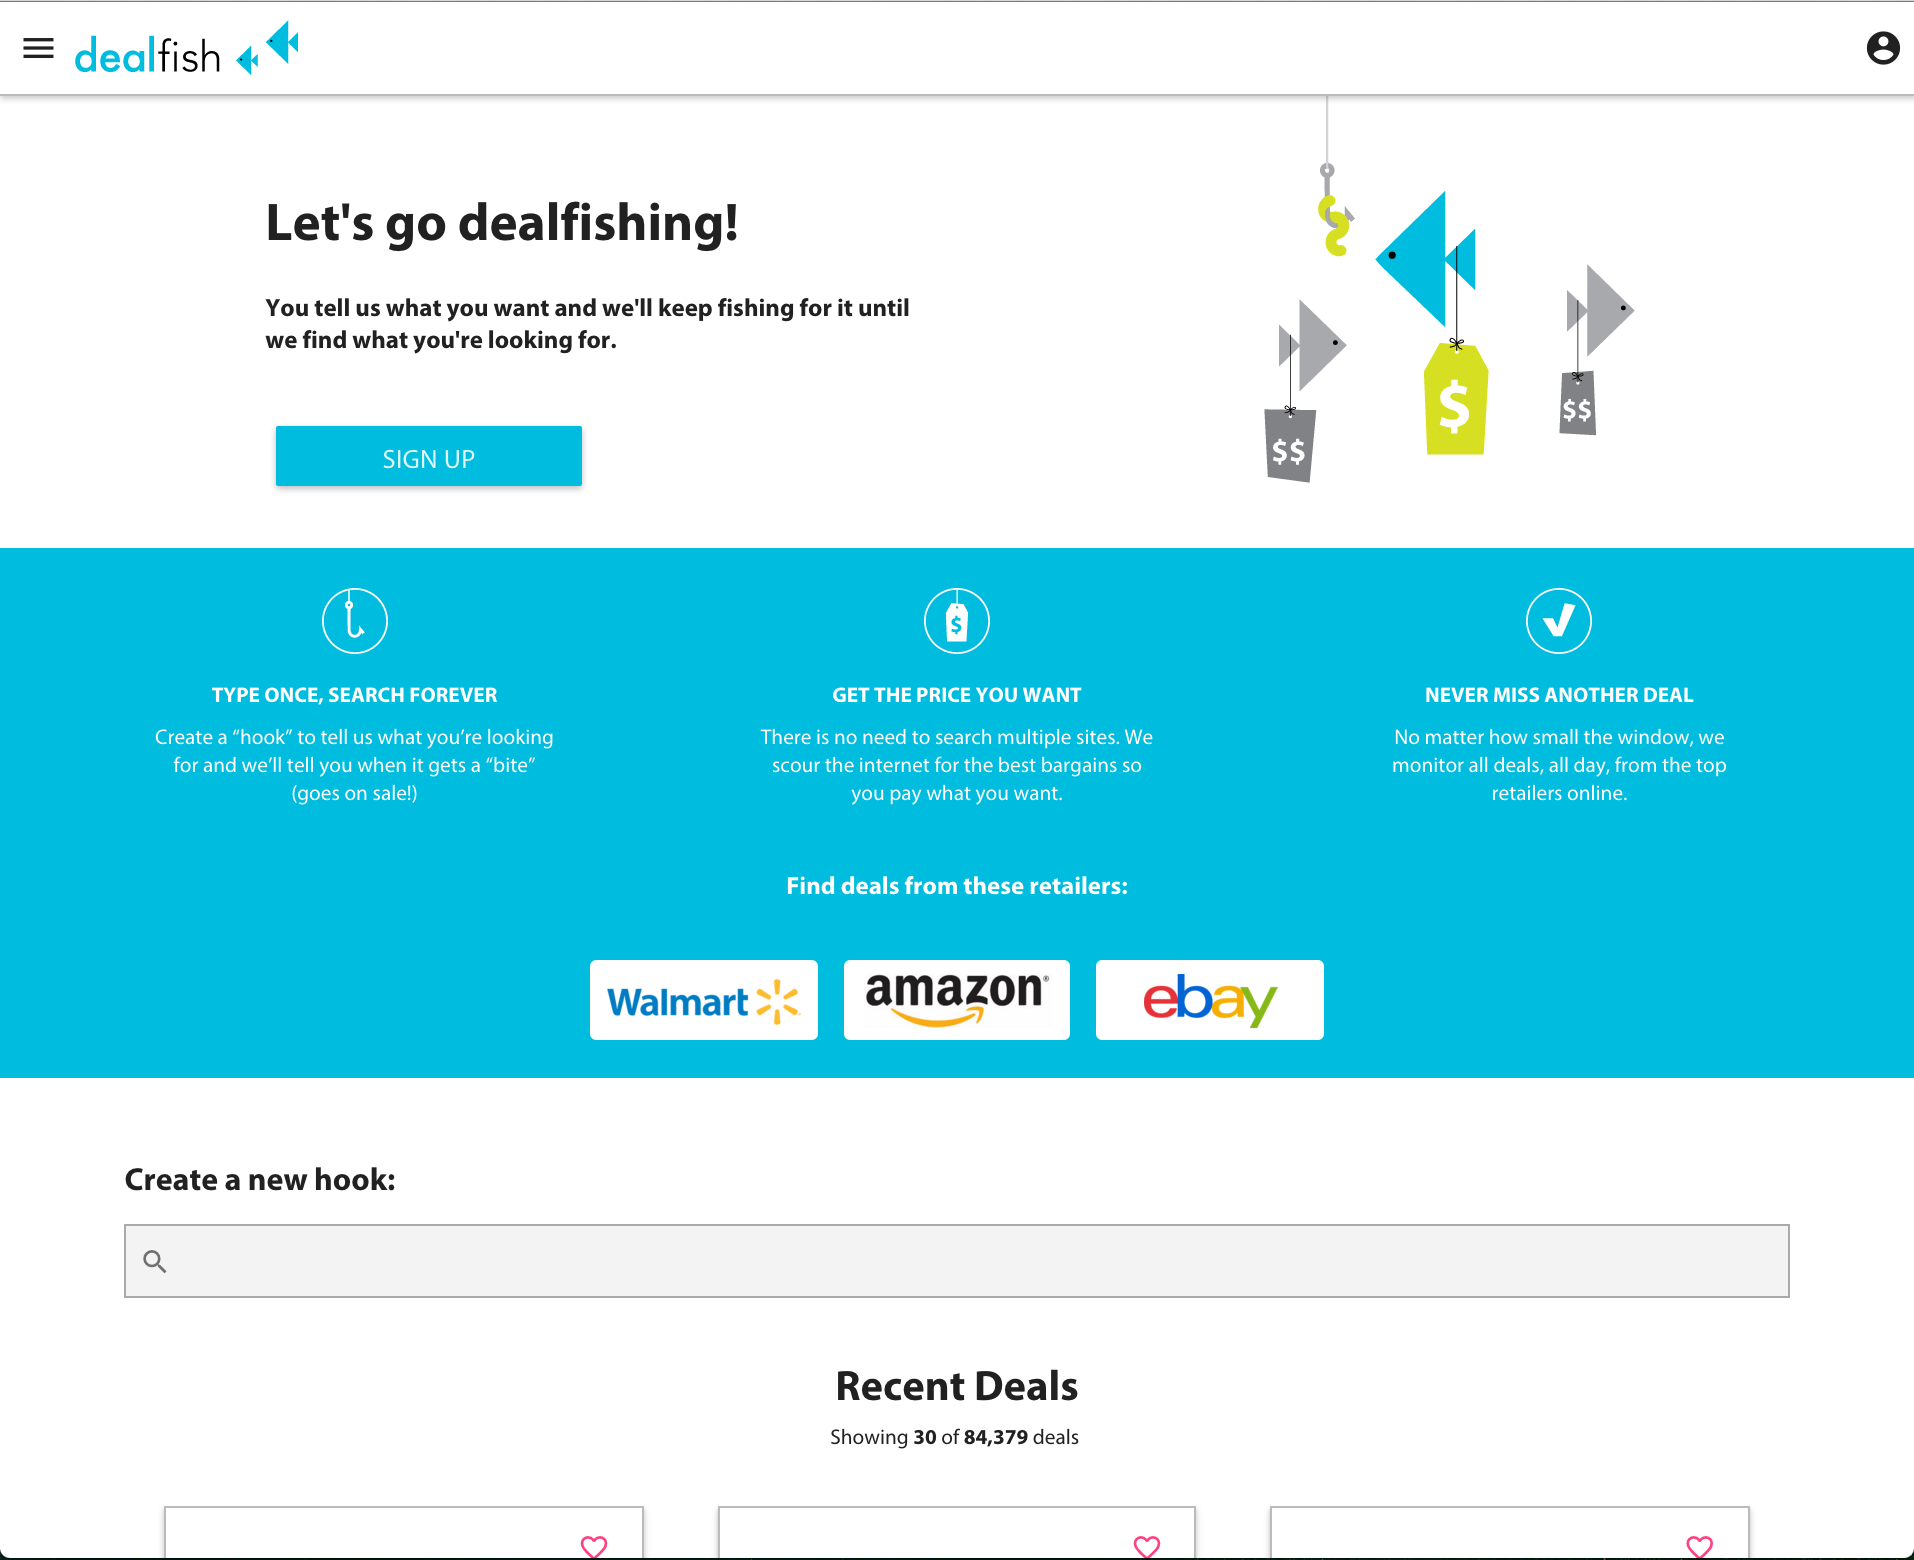 dealfish
Let's go dealfishing!
You tell us what you want and we'll keep fishing for it until
we find what you're looking for.
SIGN UP
$
$$
$$
$
TYPE ONCE, SEARCH FOREVER
Create a “hook” to tell us what you’re looking
for and we’ll tell you when it gets a “bite”
(goes on sale!)
GET THE PRICE YOU WANT
There is no need to search multiple sites. We
scour the internet for the best bargains so
you pay what you want.
NEVER MISS ANOTHER DEAL
No matter how small the window, we
monitor all deals, all day, from the top
retailers online.
Find deals from these retailers:
Walmart
amazon®
ebay
Create a new hook:
Recent Deals
Showing 30 of 84,379 deals